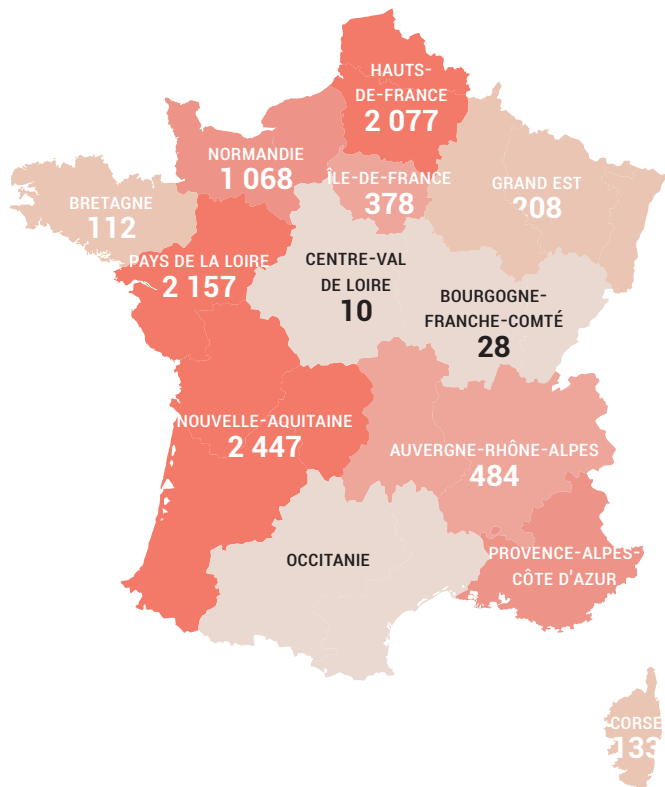 HAUTS-
DE-FRANCE
2 077
NORMANDIE
1 068
ÎLE-DE-FRANCE
378
GRAND EST
208
BRETAGNE
112
PAYS DE LA LOIRE
2 157
CENTRE-VAL
DE LOIRE
10
BOURGOGNE-
FRANCHE-COMTÉ
28
NOUVELLE-AQUITAINE
2 447
AUVERGNE-RHÔNE-ALPES
484
OCCITANIE
PROVENCE-ALPES-
CÔTE D'AZUR
CORSE
133